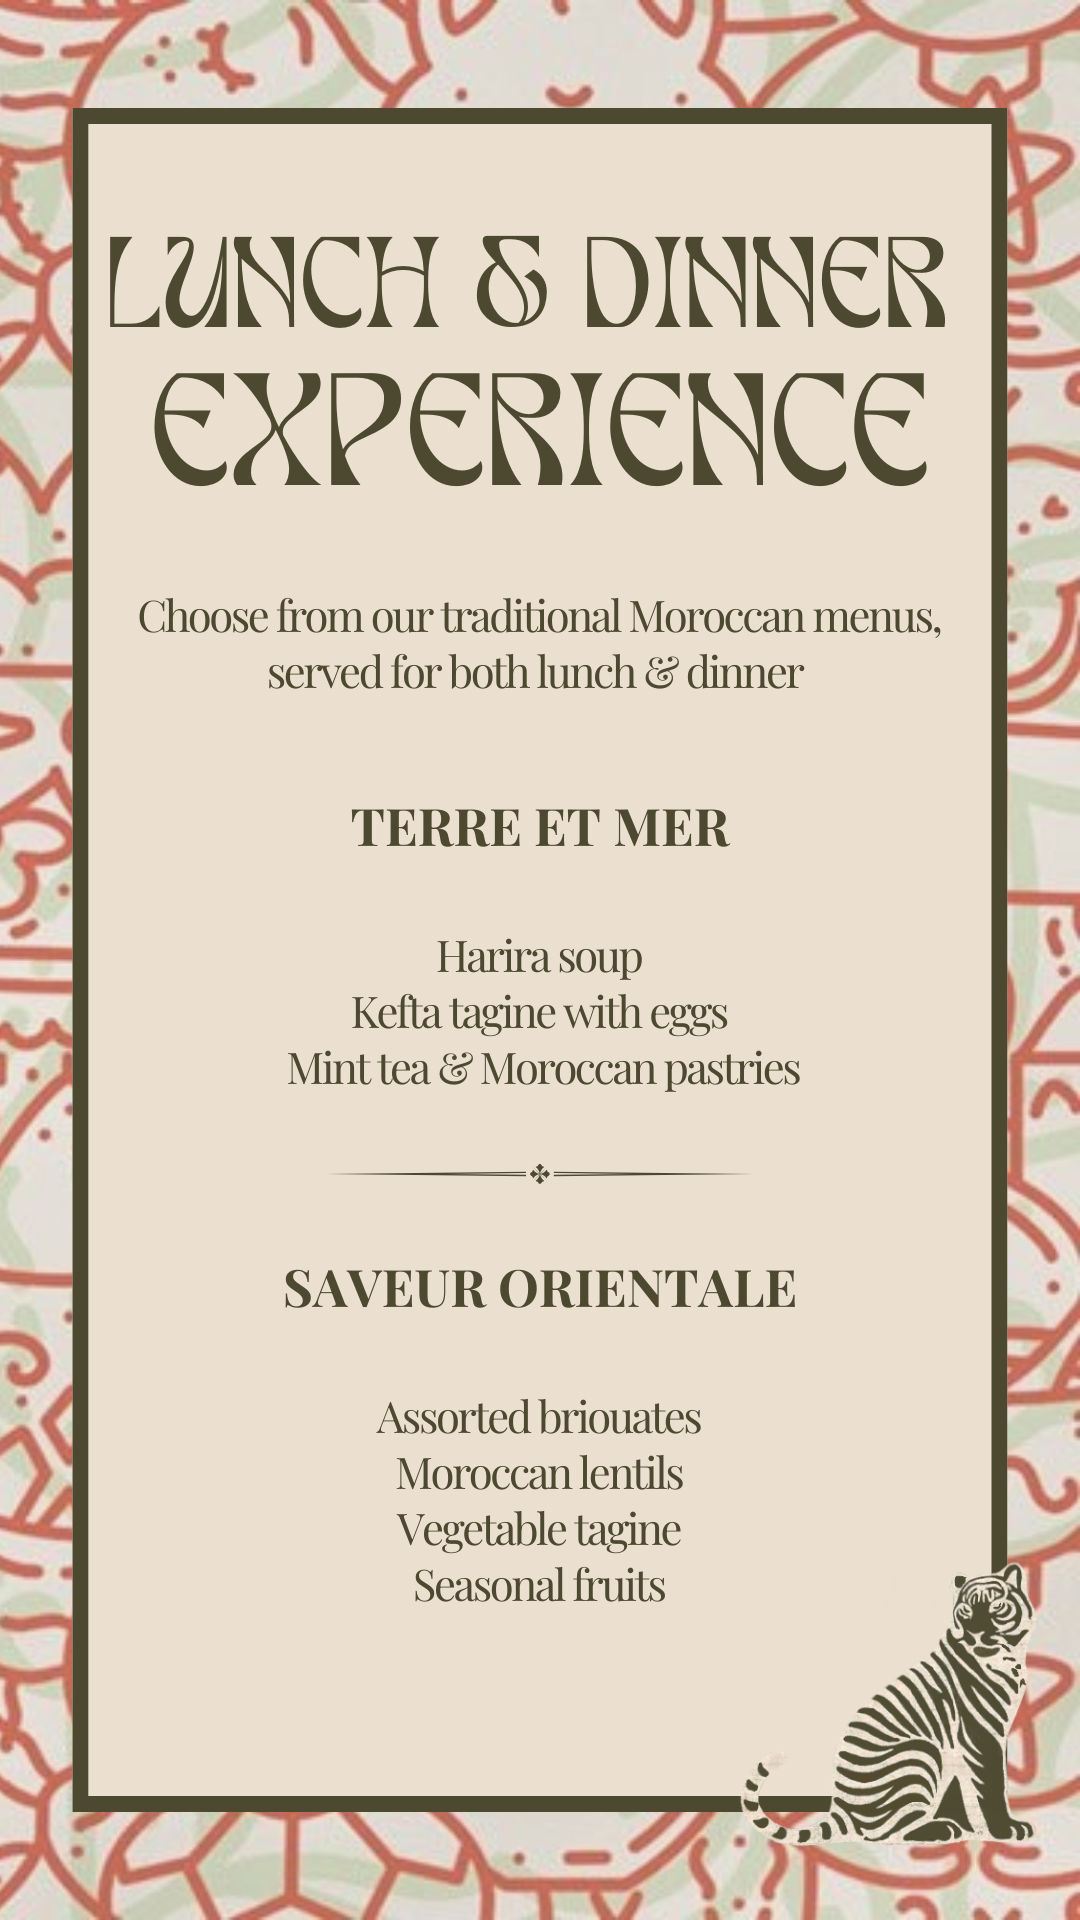 LUNCH & DINNER
EXPERIENCE
Choose from our traditional Moroccan menus,
served for both lunch & dinner
TERRE ET MER
Harira soup
Kefta tagine with eggs
Mint tea & Moroccan pastries
SAVEUR ORIENTALE
Assorted briouates
Moroccan lentils
Vegetable tagine
Seasonal fruits